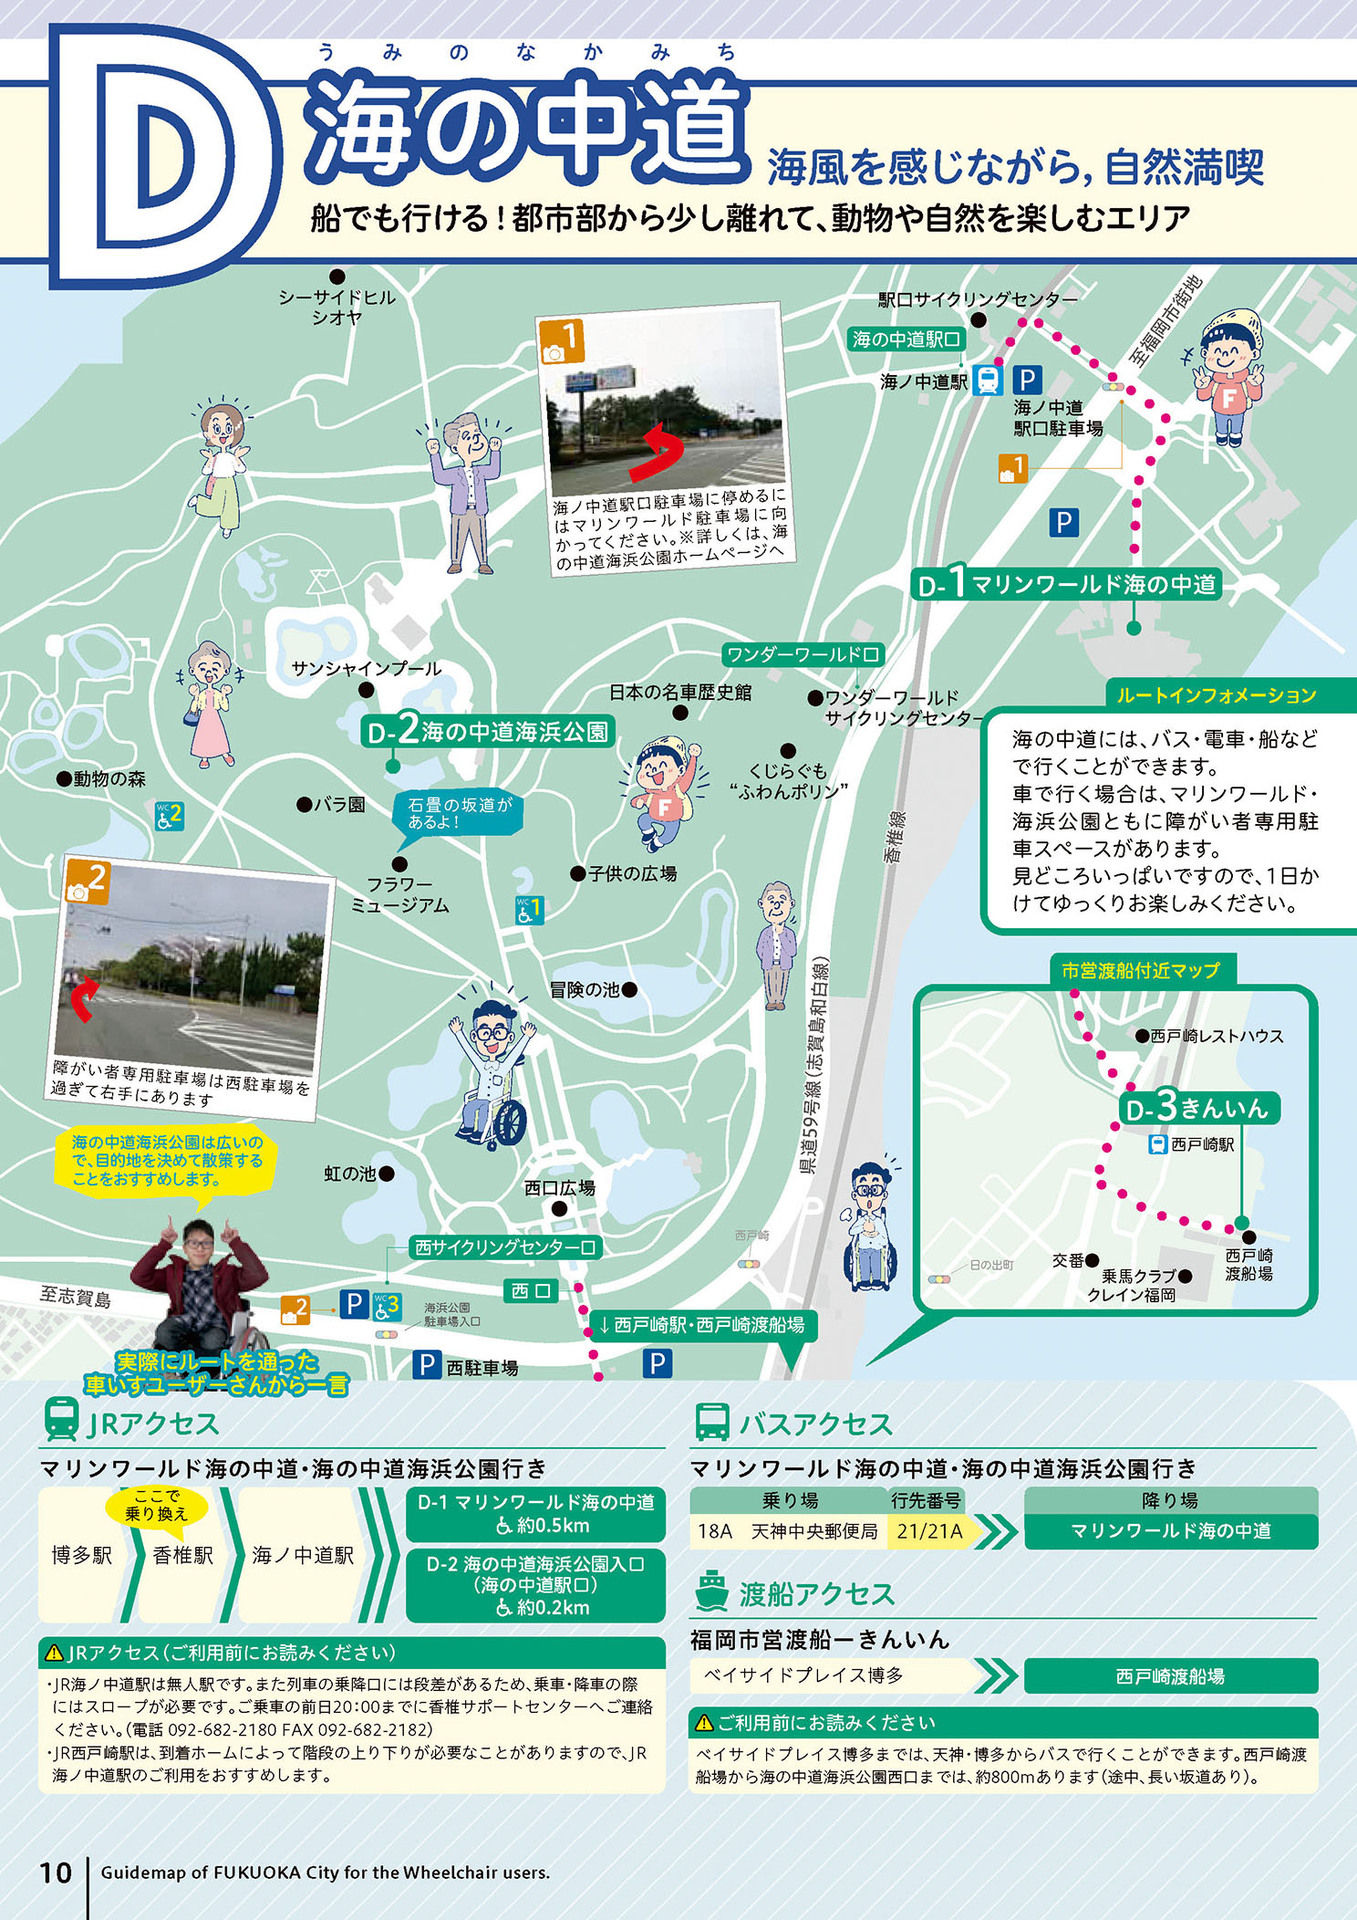 D
うみのなかみち
海の中道
海風を感じながら，自然満喫
船でも行ける！都市部から少し離れて、動物や自然を楽しむエリア
シーサイドヒル
シオヤ
1
海ノ中道駅口駐車場に停めるに
はマリンワールド駐車場に向
かってください。※詳しくは、海
の中道海浜公園ホームページへ
駅口サイクリングセンター
海の中道駅口
海ノ中道駅
P
海ノ中道
駅口駐車場
至福岡市街地
1
P
D-1マリンワールド海の中道
サンシャインプール
D-2海の中道海浜公園
日本の名車歴史館
ワンダーワールド口
ワンダーワールド
サイクリングセンター
くじらぐも
“ふわんポリン”
動物の森
WC2
バラ園
石畳の坂道が
あるよ！
フラワー
ミュージアム
子供の広場
WC1
冒険の池
香椎線
県道59号線（志賀島和白線）
ルートインフォメーション
海の中道には、バス・電車・船など
で行くことができます。
車で行く場合は、マリンワールド・
海浜公園ともに障がい者専用駐
車スペースがあります。
見どころいっぱいですので、1日か
けてゆっくりお楽しみください。
2
障がい者専用駐車場は西駐車場を
過ぎて右手にあります
市営渡船付近マップ
西戸崎レストハウス
D-3きんいん
西戸崎駅
西戸崎
渡船場
交番
乗馬クラブ
クレイン福岡
日の出町
海の中道海浜公園は広いの
で、目的地を決めて散策する
ことをおすすめします。
虹の池
西口広場
西サイクリングセンター口
西口
西戸崎
至志賀島
2
P
WC3
海浜公園
駐車場入口
↓西戸崎駅・西戸崎渡船場
P 西駐車場
P
実際にルートを通った
車いすユーザーさんから一言
JRアクセス
マリンワールド海の中道・海の中道海浜公園行き
ここで
乗り換え
博多駅
香椎駅
海ノ中道駅
D-1 マリンワールド海の中道
約0.5km
D-2 海の中道海浜公園入口
（海の中道駅口）
約0.2km
JRアクセス（ご利用前にお読みください）
・JR海ノ中道駅は無人駅です。また列車の乗降口には段差があるため、乗車・降車の際
にはスロープが必要です。ご乗車の前日20：00までに香椎サポートセンターへご連絡
ください。（電話 092-682-2180 FAX 092-682-2182）
・JR西戸崎駅は、到着ホームによって階段の上り下りが必要なことがありますので、JR
海ノ中道駅のご利用をおすすめします。
バスアクセス
マリンワールド海の中道・海の中道海浜公園行き
乗り場 行先番号 降り場
18A 天神中央郵便局 21/21A マリンワールド海の中道
渡船アクセス
福岡市営渡船ーきんいん
ベイサイドプレイス博多 西戸崎渡船場
ご利用前にお読みください
ベイサイドプレイス博多までは、天神・博多からバスで行くことができます。西戸崎渡
船場から海の中道海浜公園西口までは、約800mあります（途中、長い坂道あり）。
10 Guidemap of FUKUOKA City for the Wheelchair users.